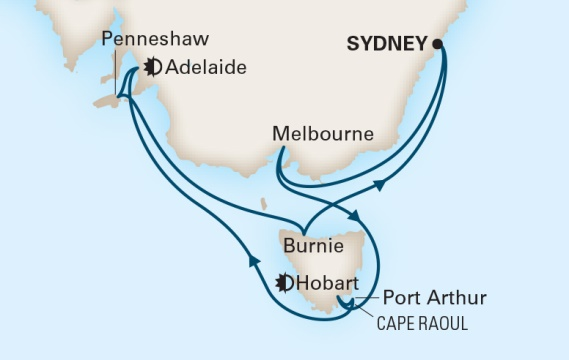 Penneshaw
SYDNEY
Adelaide
Melbourne
Burnie
Hobart
Port Arthur
CAPE RAOUL